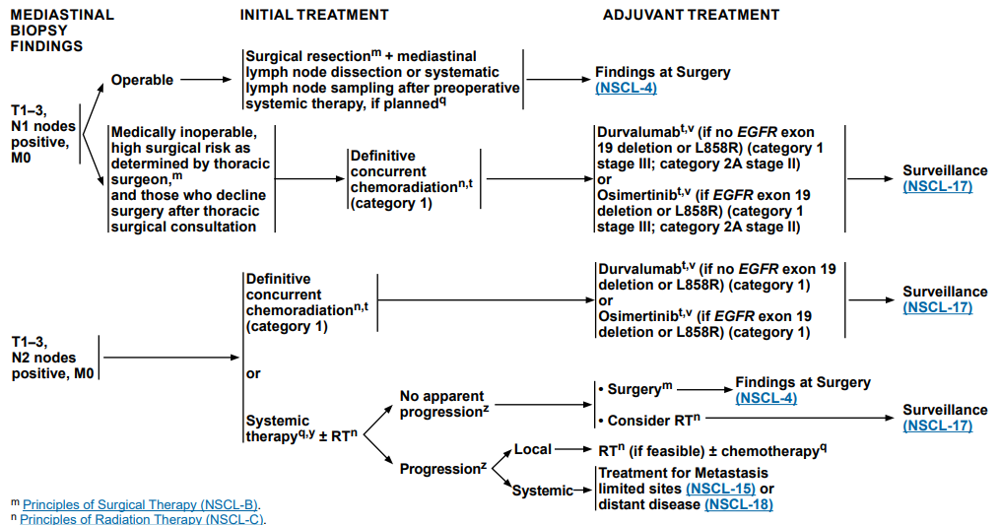 MEDIASTINAL
BIOPSY
FINDINGS
INITIAL TREATMENT
ADJUVANT TREATMENT
T1–3,
N1 nodes
positive,
M0
Operable
Surgical resectionᵐ + mediastinal
lymph node dissection or systematic
lymph node sampling after preoperative
systemic therapy, if plannedq
Findings at Surgery
(NSCL-4)
Medically inoperable,
high surgical risk as
determined by thoracic
surgeon,ᵐ
and those who decline
surgery after thoracic
surgical consultation
Definitive
concurrent
chemoradiationⁿ,ᵗ
(category 1)
Durvalumabᵗ,ᵛ (if no EGFR exon
19 deletion or L858R) (category 1
stage III; category 2A stage II)
or
Osimertinibᵗ,ᵛ (if EGFR exon 19
deletion or L858R) (category 1
stage III; category 2A stage II)
Surveillance
(NSCL-17)
T1–3,
N2 nodes
positive, M0
Definitive
concurrent
chemoradiationⁿ,ᵗ
(category 1)
Durvalumabᵗ,ᵛ (if no EGFR exon 19
deletion or L858R) (category 1)
or
Osimertinibᵗ,ᵛ (if EGFR exon 19
deletion or L858R) (category 1)
Surveillance
(NSCL-17)
or
Systemic
therapyq,ʸ ± RTⁿ
No apparent
progressionᶻ
• Surgeryᵐ
Findings at Surgery
(NSCL-4)
• Consider RTⁿ
Surveillance
(NSCL-17)
Progressionᶻ
Local
RTⁿ (if feasible) ± chemotherapyq
Systemic
Treatment for Metastasis
limited sites (NSCL-15) or
distant disease (NSCL-18)
ᵐ Principles of Surgical Therapy (NSCL-B).
ⁿ Principles of Radiation Therapy (NSCL-C).